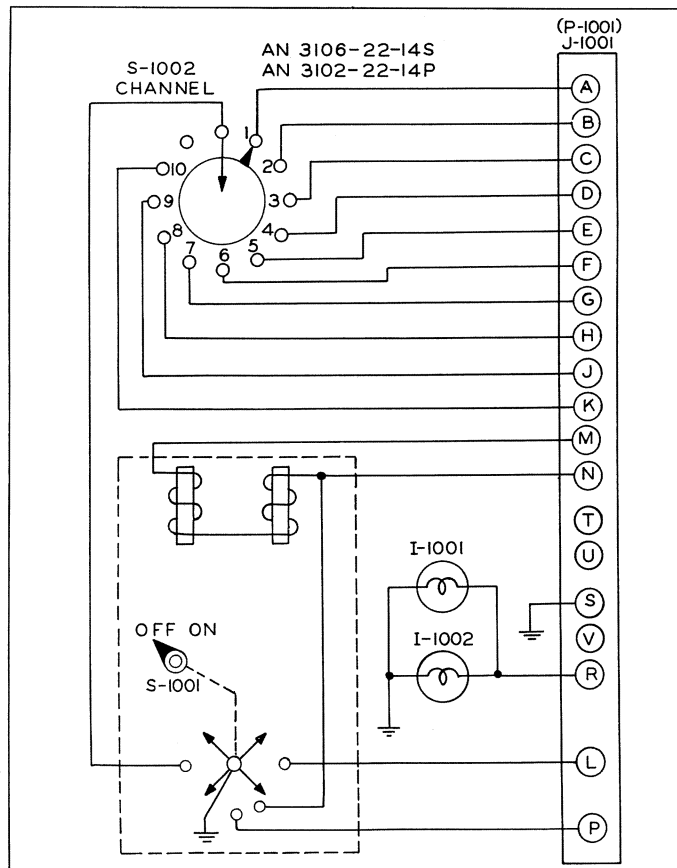 (P-1001)
J-1001
AN 3106-22-14S
AN 3102-22-14P
S-1002
CHANNEL
1
2
3
4
5
6
7
8
9
10
A
B
C
D
E
F
G
H
J
K
M
N
T
U
I-1001
S
OFF ON
I-1002
V
S-1001
R
L
P